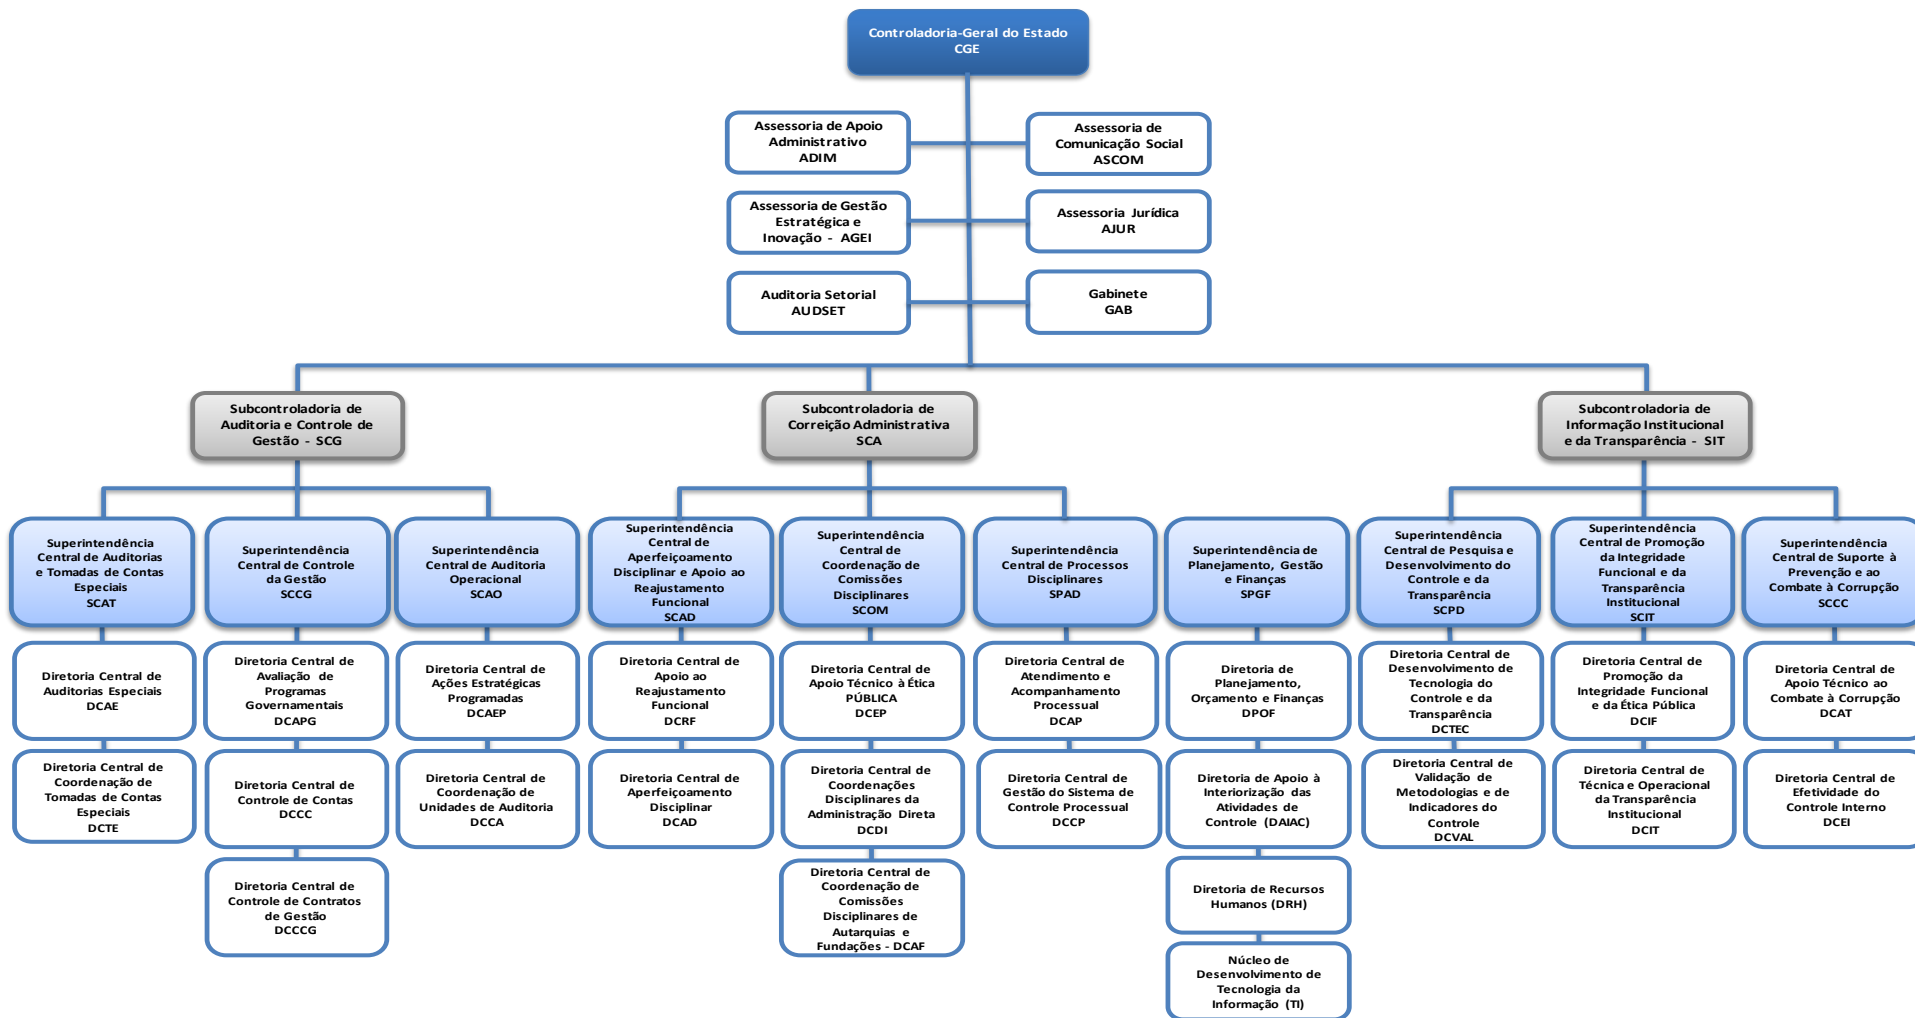 Controladoria-Geral do Estado
CGE
Assessoria de Apoio
Administrativo
ADIM
Assessoria de
Comunicação Social
ASCOM
Assessoria de Gestão
Estratégica e
Inovação - AGEI
Assessoria Jurídica
AJUR
Auditoria Setorial
AUDSET
Gabinete
GAB
Subcontroladoria de
Auditoria e Controle de
Gestão - SCG
Subcontroladoria de
Correição Administrativa
SCA
Subcontroladoria de
Informação Institucional
e da Transparência - SIT
Superintendência
Central de Auditorias
e Tomadas de Contas
Especiais
SCAT
Superintendência
Central de Controle
da Gestão
SCCG
Superintendência
Central de Auditoria
Operacional
SCAO
Superintendência
Central de
Aperfeiçoamento
Disciplinar e Apoio ao
Reajustamento
Funcional
SCAD
Superintendência
Central de
Coordenação de
Comissões
Disciplinares
SCOM
Superintendência
Central de Processos
Disciplinares
SPAD
Superintendência de
Planejamento, Gestão
e Finanças
SPGF
Superintendência
Central de Pesquisa e
Desenvolvimento do
Controle e da
Transparência
SCPD
Superintendência
Central de Promoção
da Integridade
Funcional e da
Transparência
Institucional
SCIT
Superintendência
Central de Suporte à
Prevenção e ao
Combate à Corrupção
SCCC
Diretoria Central de
Auditorias Especiais
DCAE
Diretoria Central de
Avaliação de
Programas
Governamentais
DCAPG
Diretoria Central de
Ações Estratégicas
Programadas
DCAEP
Diretoria Central de
Apoio ao
Reajustamento
Funcional
DCRF
Diretoria Central de
Apoio Técnico à Ética
PÚBLICA
DCEP
Diretoria Central de
Atendimento e
Acompanhamento
Processual
DCAP
Diretoria de
Planejamento,
Orçamento e Finanças
DPOF
Diretoria Central de
Desenvolvimento de
Tecnologia do
Controle e da
Transparência
DCTEC
Diretoria Central de
Promoção da
Integridade Funcional
e da Ética Pública
DCIF
Diretoria Central de
Apoio Técnico ao
Combate à Corrupção
DCAT
Diretoria Central de
Coordenação de
Tomadas de Contas
Especiais
DCTE
Diretoria Central de
Controle de Contas
DCCC
Diretoria Central de
Coordenação de
Unidades de Auditoria
DCCA
Diretoria Central de
Aperfeiçoamento
Disciplinar
DCAD
Diretoria Central de
Coordenações
Disciplinares da
Administração Direta
DCDI
Diretoria Central de
Gestão do Sistema de
Controle Processual
DCCP
Diretoria de Apoio à
Interiorização das
Atividades de
Controle (DAIAC)
Diretoria Central de
Validação de
Metodologias e de
Indicadores do
Controle
DCVAL
Diretoria Central de
Técnica e Operacional
da Transparência
Institucional
DCIT
Diretoria Central de
Efetividade do
Controle Interno
DCEI
Diretoria Central de
Controle de Contratos
de Gestão
DCCCG
Diretoria Central de
Coordenação de
Comissões
Disciplinares de
Autarquias e
Fundações - DCAF
Diretoria de Recursos
Humanos (DRH)
Núcleo de
Desenvolvimento de
Tecnologia da
Informação (TI)